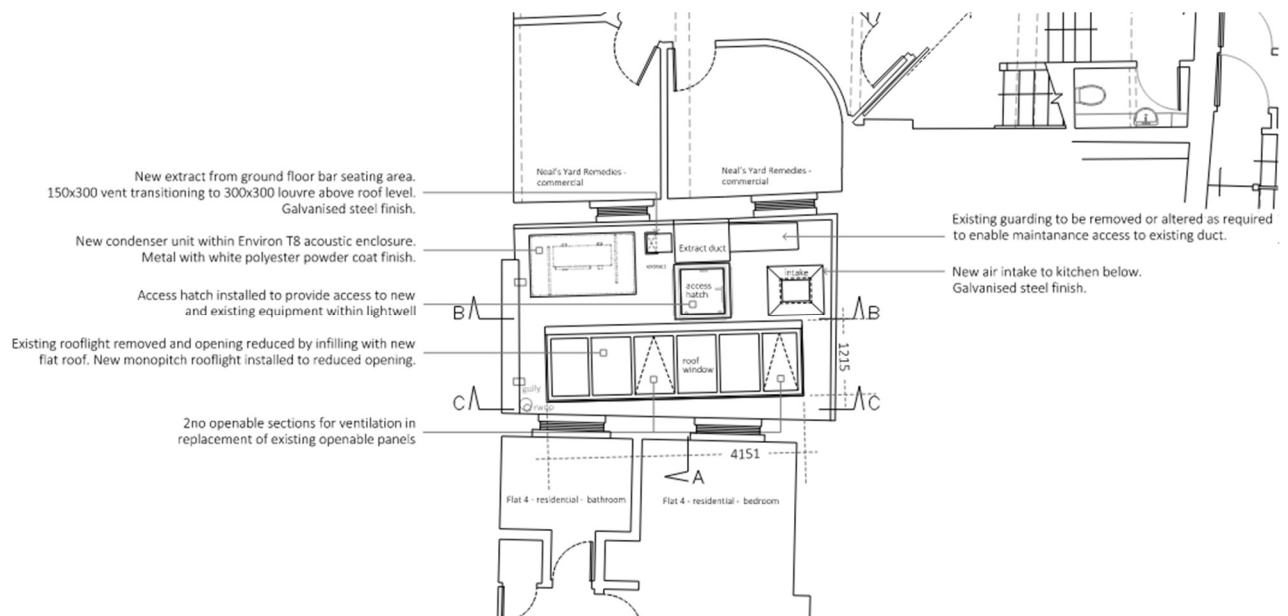 Neal's Yard Remedies -
commercial
Neal's Yard Remedies -
commercial
New extract from ground floor bar seating area.
150x300 vent transitioning to 300x300 louvre above roof level.
Galvanised steel finish.
New condenser unit within Environ T8 acoustic enclosure.
Metal with white polyester powder coat finish.
Access hatch installed to provide access to new
and existing equipment within lightwell
Existing rooflight removed and opening reduced by infilling with new
flat roof. New monopitch rooflight installed to reduced opening.
2no openable sections for ventilation in
replacement of existing openable panels
Existing guarding to be removed or altered as required
to enable maintanance access to existing duct.
New air intake to kitchen below.
Galvanised steel finish.
Extract duct
intake
access
hatch
B
B
1215
roof
window
gully
rwp
C
C
4151
A
Flat 4 - residential - bathroom
Flat 4 - residential - bedroom